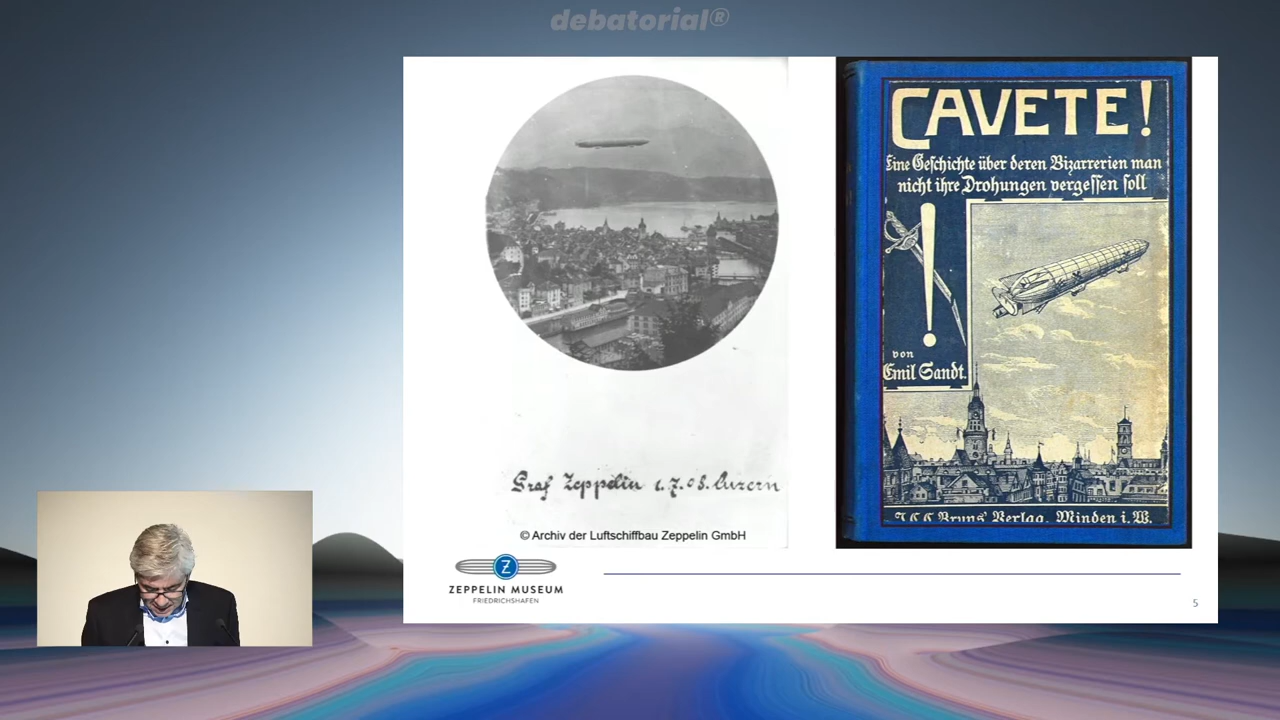 debatorial®
Graf Zeppelin 1.7.08. Luzern
© Archiv der Luftschiffbau Zeppelin GmbH
CAVETE!
Eine Geschichte über deren Bizarrerien man
nicht ihre Drohungen vergessen soll
!
von
Emil Sandt.
J.C.C. Bruns' Verlag, Minden i. W.
Z
ZEPPELIN MUSEUM
FRIEDRICHSHAFEN
5